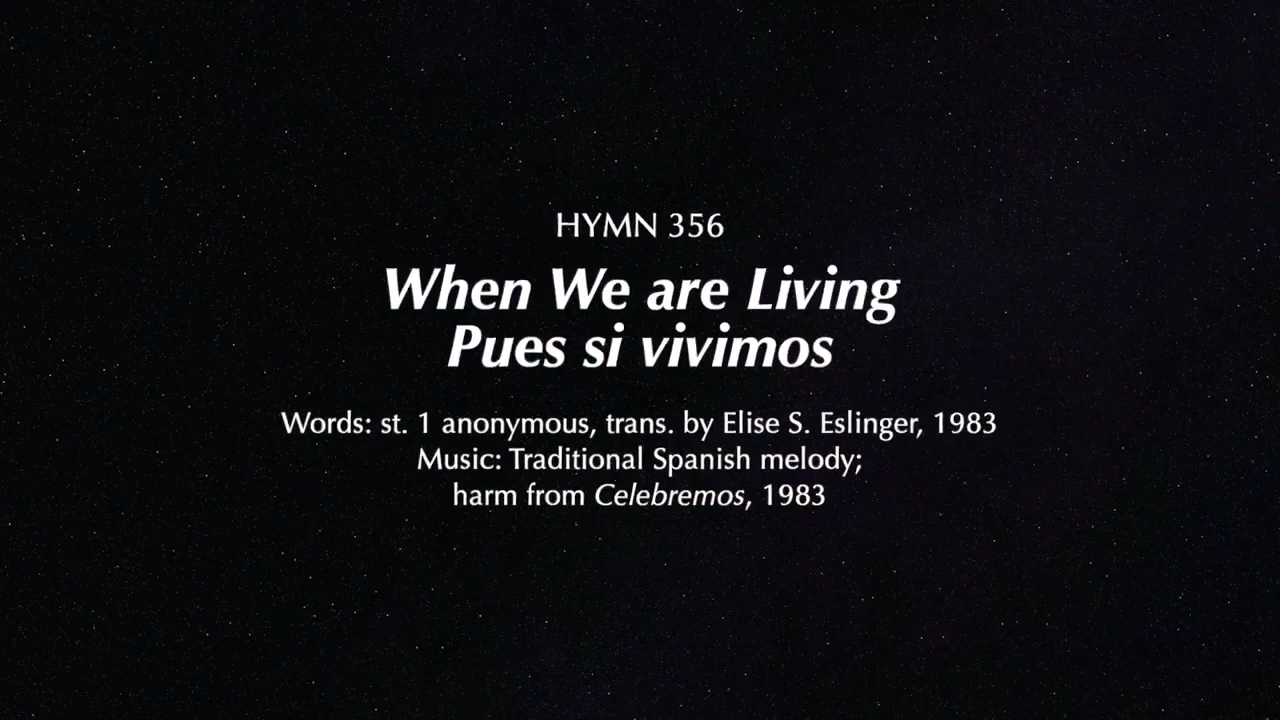 HYMN 356
When We are Living
Pues si vivimos
Words: st. 1 anonymous, trans. by Elise S. Eslinger, 1983
Music: Traditional Spanish melody;
harm from Celebremos, 1983